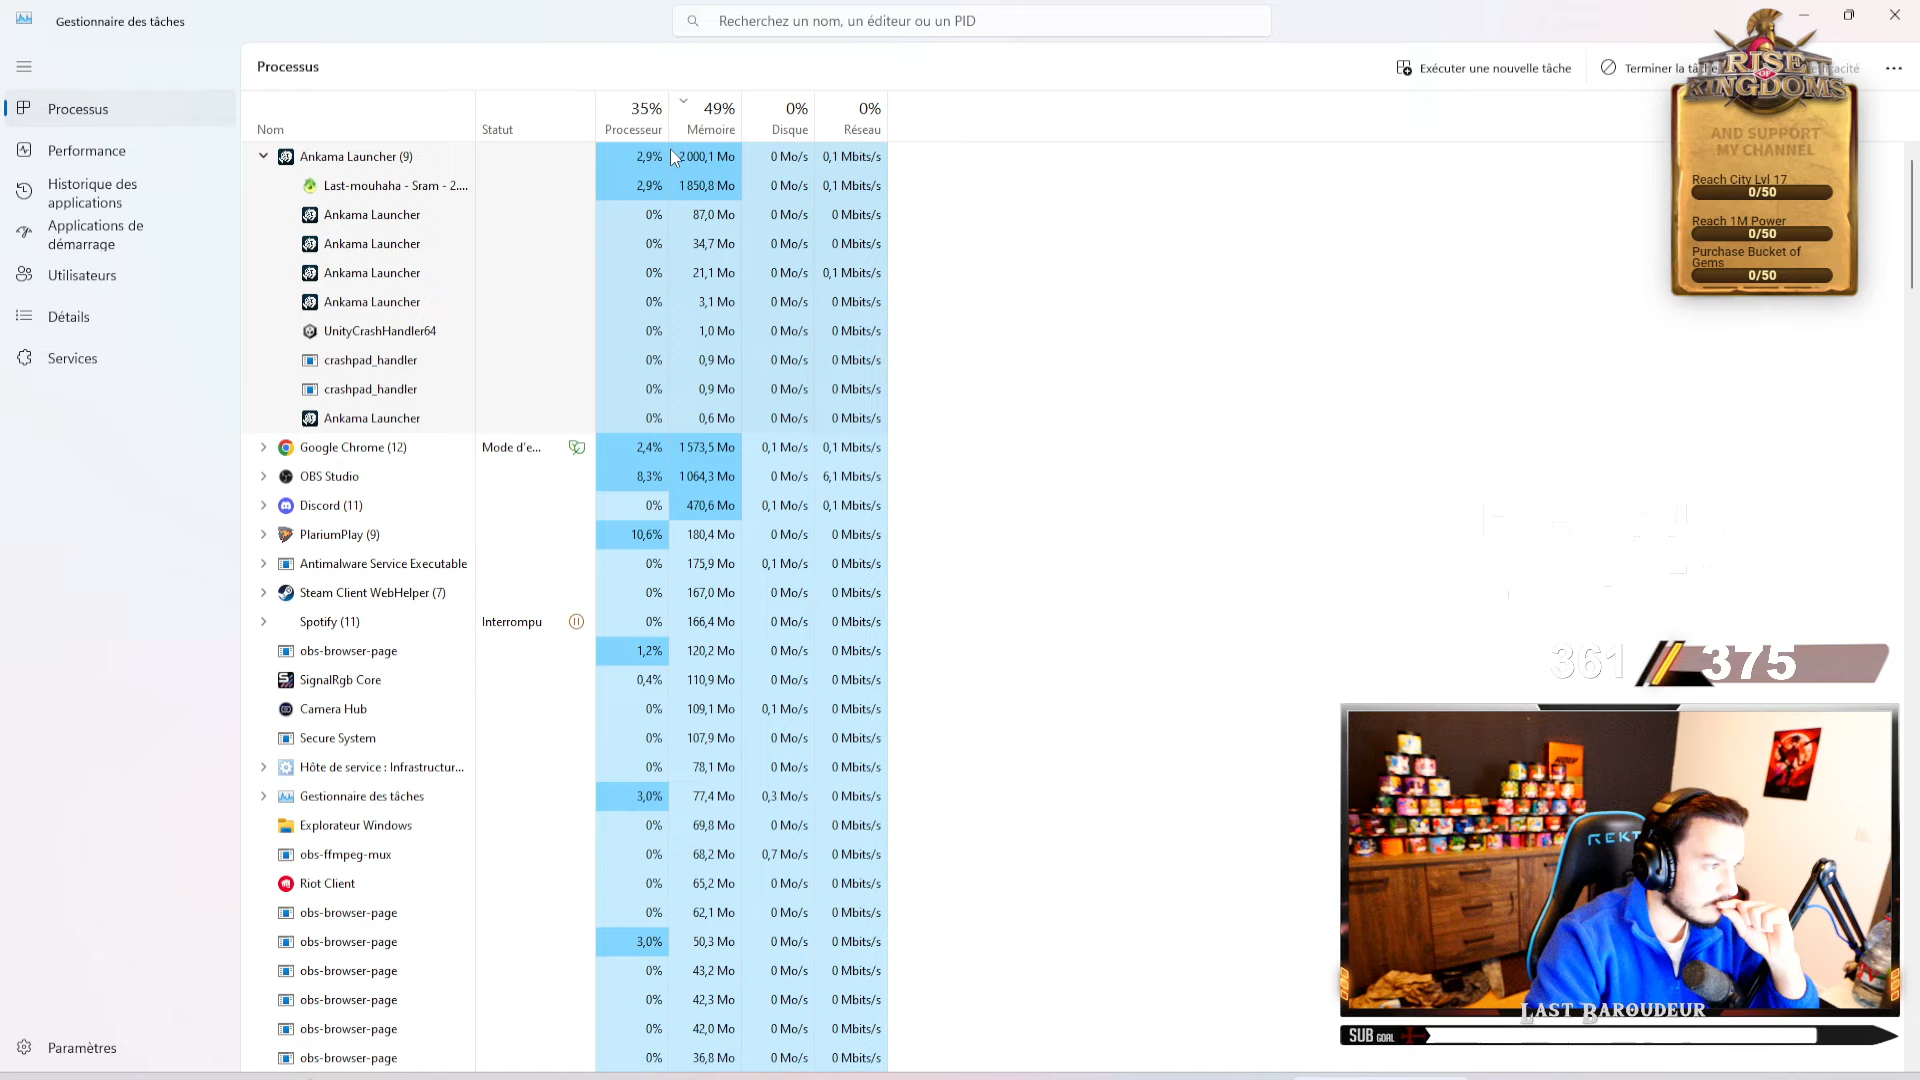 Gestionnaire des tâches
Recherchez un nom, un éditeur ou un PID
Processus
Exécuter une nouvelle tâche
Terminer la tâche
Processus
Performance
Historique des
applications
Applications de
démarrage
Utilisateurs
Détails
Services
Paramètres
35% 49% 0% 0%
Nom Statut Processeur Mémoire Disque Réseau
Ankama Launcher (9) 2,9% 2 000,1 Mo 0 Mo/s 0,1 Mbits/s
Last-mouhaha - Sram - 2.... 2,9% 1 850,8 Mo 0 Mo/s 0,1 Mbits/s
Ankama Launcher 0% 87,0 Mo 0 Mo/s 0 Mbits/s
Ankama Launcher 0% 34,7 Mo 0 Mo/s 0 Mbits/s
Ankama Launcher 0% 21,1 Mo 0 Mo/s 0,1 Mbits/s
Ankama Launcher 0% 3,1 Mo 0 Mo/s 0 Mbits/s
UnityCrashHandler64 0% 1,0 Mo 0 Mo/s 0 Mbits/s
crashpad_handler 0% 0,9 Mo 0 Mo/s 0 Mbits/s
crashpad_handler 0% 0,9 Mo 0 Mo/s 0 Mbits/s
Ankama Launcher 0% 0,6 Mo 0 Mo/s 0 Mbits/s
Google Chrome (12) Mode d'e... 2,4% 1 573,5 Mo 0,1 Mo/s 0,1 Mbits/s
OBS Studio 8,3% 1 064,3 Mo 0 Mo/s 6,1 Mbits/s
Discord (11) 0% 470,6 Mo 0,1 Mo/s 0,1 Mbits/s
PlariumPlay (9) 10,6% 180,4 Mo 0 Mo/s 0 Mbits/s
Antimalware Service Executable 0% 175,9 Mo 0,1 Mo/s 0 Mbits/s
Steam Client WebHelper (7) 0% 167,0 Mo 0 Mo/s 0 Mbits/s
Spotify (11) Interrompu 0% 166,4 Mo 0 Mo/s 0 Mbits/s
obs-browser-page 1,2% 120,2 Mo 0 Mo/s 0 Mbits/s
SignalRgb Core 0,4% 110,9 Mo 0 Mo/s 0 Mbits/s
Camera Hub 0% 109,1 Mo 0,1 Mo/s 0 Mbits/s
Secure System 0% 107,9 Mo 0 Mo/s 0 Mbits/s
Hôte de service : Infrastructur... 0% 78,1 Mo 0 Mo/s 0 Mbits/s
Gestionnaire des tâches 3,0% 77,4 Mo 0,3 Mo/s 0 Mbits/s
Explorateur Windows 0% 69,8 Mo 0 Mo/s 0 Mbits/s
obs-ffmpeg-mux 0% 68,2 Mo 0,7 Mo/s 0 Mbits/s
Riot Client 0% 65,2 Mo 0 Mo/s 0 Mbits/s
obs-browser-page 0% 62,1 Mo 0 Mo/s 0 Mbits/s
obs-browser-page 3,0% 50,3 Mo 0 Mo/s 0 Mbits/s
obs-browser-page 0% 43,2 Mo 0 Mo/s 0 Mbits/s
obs-browser-page 0% 42,3 Mo 0 Mo/s 0 Mbits/s
obs-browser-page 0% 42,0 Mo 0 Mo/s 0 Mbits/s
obs-browser-page 0% 36,8 Mo 0 Mo/s 0 Mbits/s
RISE
OF
KINGDOMS
AND SUPPORT
MY CHANNEL
Reach City Lvl 17
0/50
Reach 1M Power
0/50
Purchase Bucket of
Gems
0/50
361 375
REKT
LAST BAROUDEUR
SUB GOAL